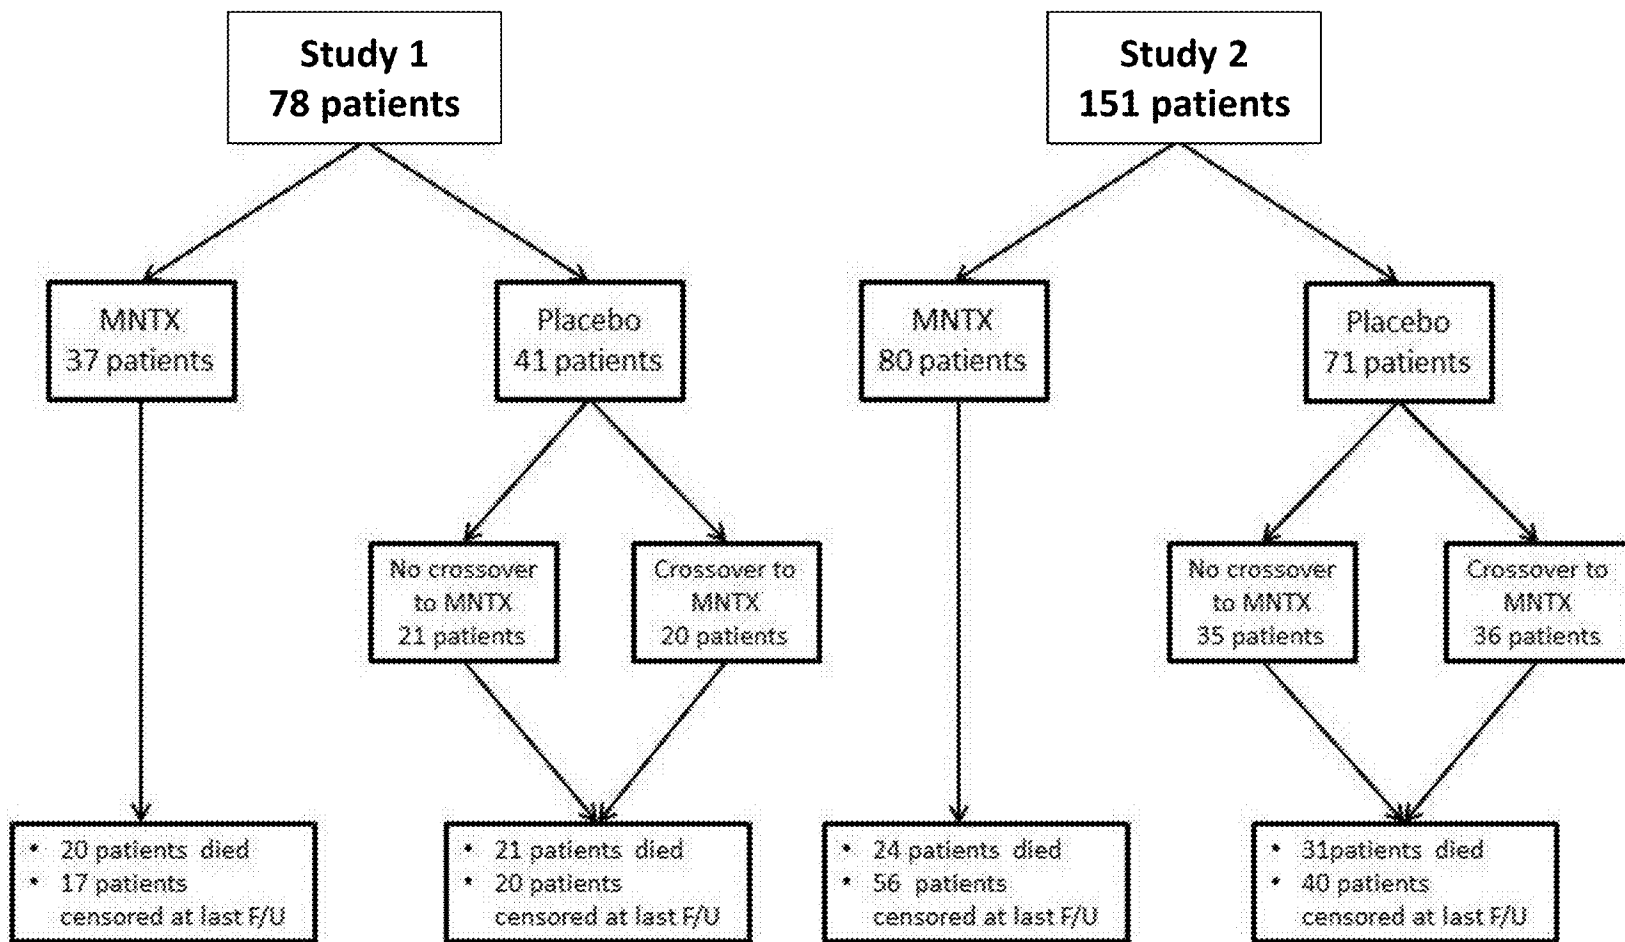 Study 1
78 patients
Study 2
151 patients
MNTX
37 patients
Placebo
41 patients
MNTX
80 patients
Placebo
71 patients
No crossover
to MNTX
21 patients
Crossover to
MNTX
20 patients
No crossover
to MNTX
35 patients
Crossover to
MNTX
36 patients
• 20 patients died
• 17 patients
censored at last F/U
• 21 patients died
• 20 patients
censored at last F/U
• 24 patients died
• 56 patients
censored at last F/U
• 31patients died
• 40 patients
censored at last F/U